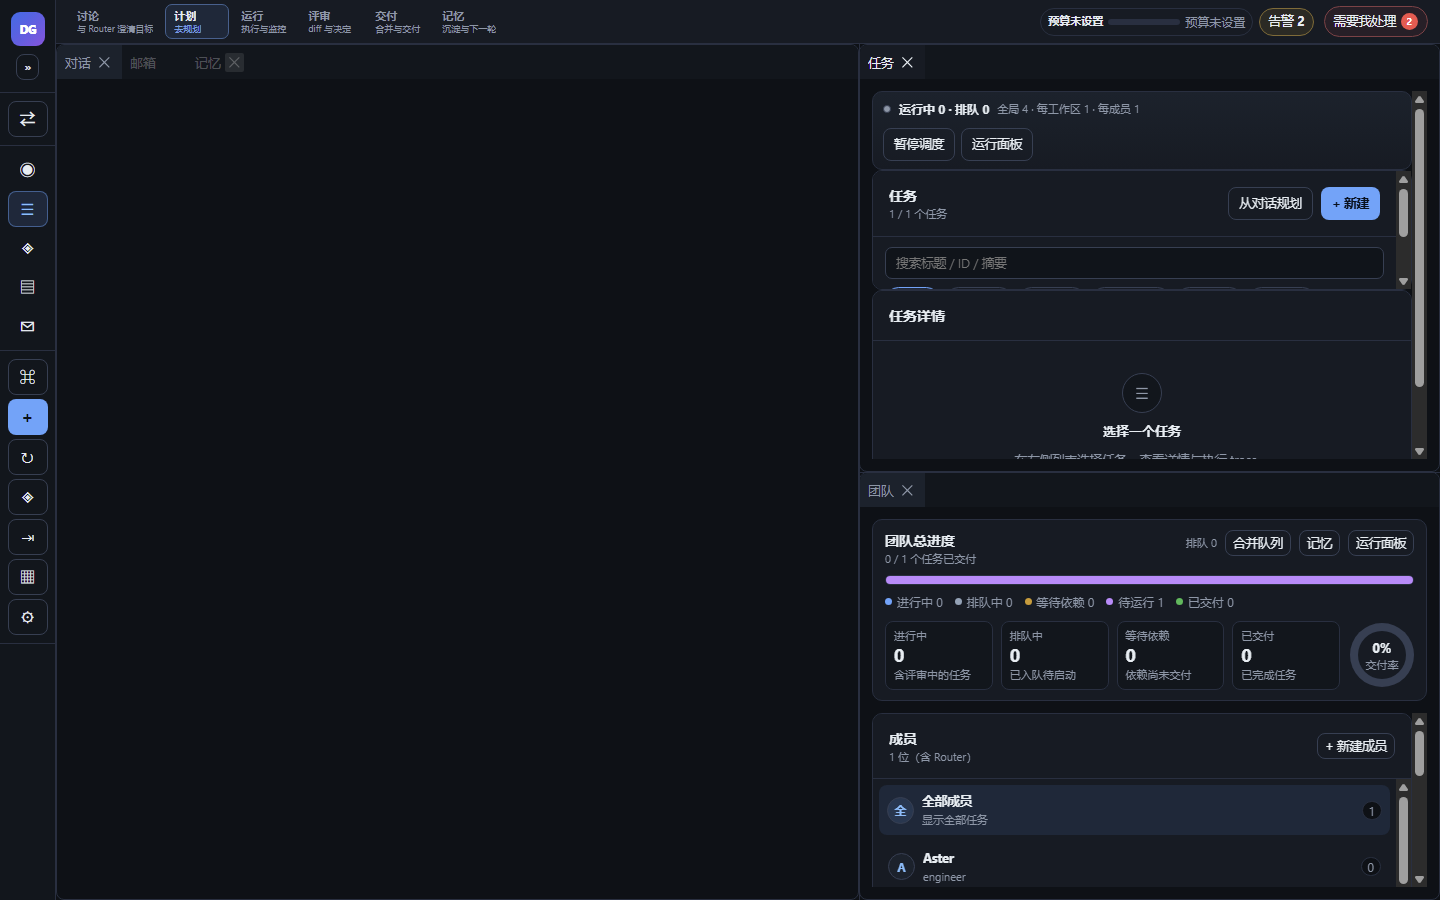 DG
»
讨论
与 Router 澄清目标
计划
去规划
运行
执行与监控
评审
diff 与决定
交付
合并与交付
记忆
沉淀与下一轮
预算未设置
预算未设置
告警 2
需要我处理 2
对话
邮箱
记忆
任务
运行中 0 · 排队 0 全局 4 · 每工作区 1 · 每成员 1
暂停调度
运行面板
任务
1 / 1 个任务
从对话规划
+ 新建
搜索标题 / ID / 摘要
任务详情
选择一个任务
团队
团队总进度
0 / 1 个任务已交付
排队 0
合并队列
记忆
运行面板
进行中 0
排队中 0
等待依赖 0
待运行 1
已交付 0
进行中
0
含评审中的任务
排队中
0
已入队待启动
等待依赖
0
依赖尚未交付
已交付
0
已完成任务
0%
交付率
成员
1 位（含 Router）
+ 新建成员
全
全部成员
显示全部任务
1
A
Aster
engineer
0